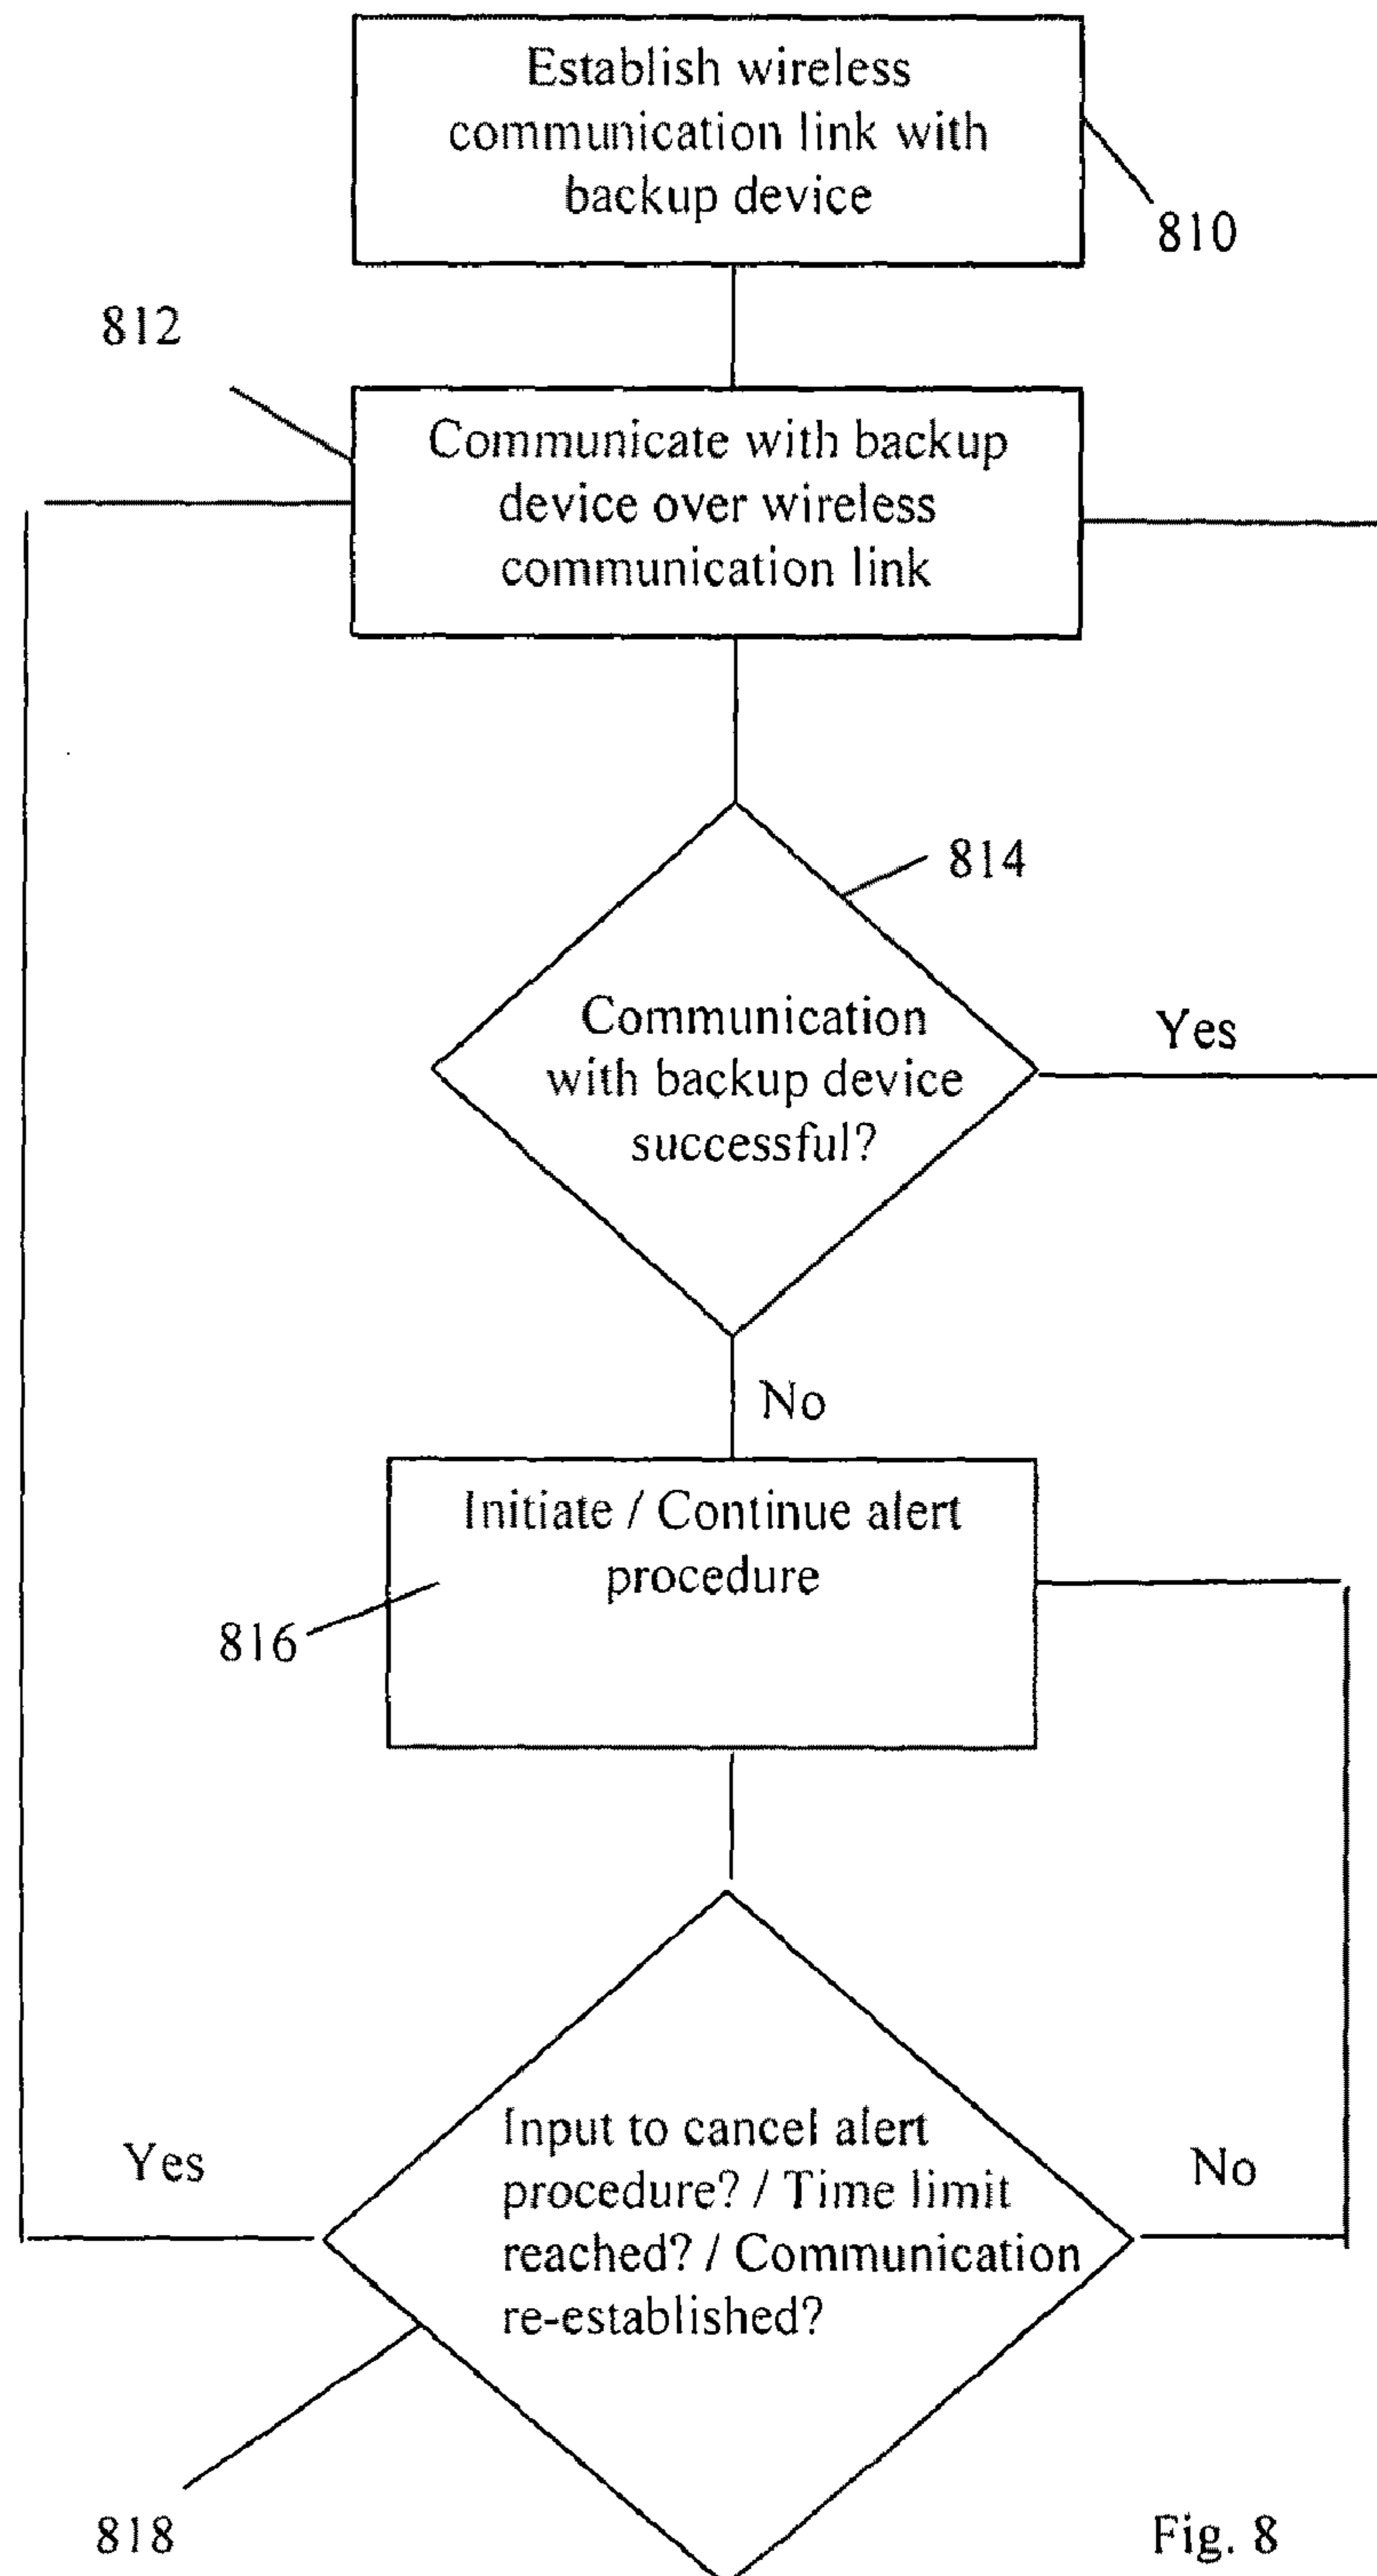 Establish wireless
communication link with
backup device
810
812
Communicate with backup
device over wireless
communication link
814
Communication
with backup device
successful?
Yes
No
Initiate / Continue alert
procedure
816
Input to cancel alert
procedure? / Time limit
reached? / Communication
re-established?
Yes
No
818
Fig. 8